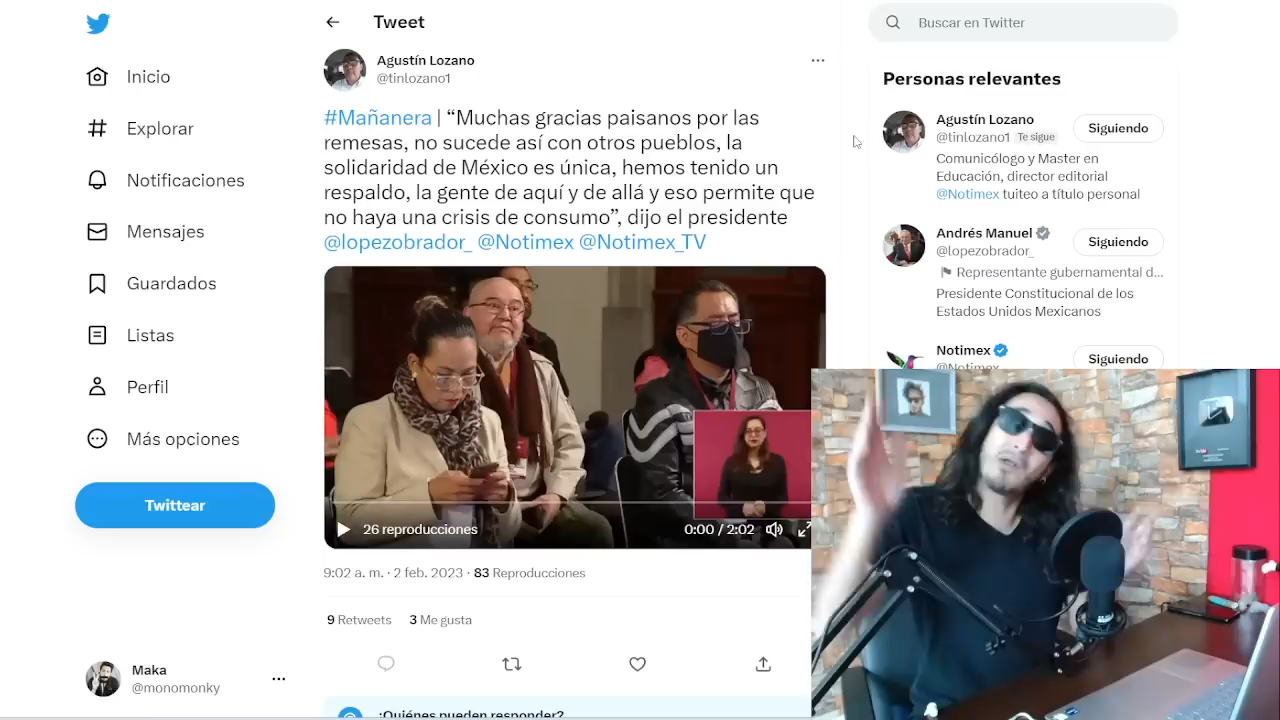 Tweet
Buscar en Twitter
Inicio
Explorar
Notificaciones
Mensajes
Guardados
Listas
Perfil
Más opciones
Twittear
Maka
@monomonky
Agustín Lozano
@tinlozano1
#Mañanera | “Muchas gracias paisanos por las
remesas, no sucede así con otros pueblos, la
solidaridad de México es única, hemos tenido un
respaldo, la gente de aquí y de allá y eso permite que
no haya una crisis de consumo”, dijo el presidente
@lopezobrador_ @Notimex @Notimex_TV
26 reproducciones
0:00 / 2:02
9:02 a. m. · 2 feb. 2023 · 83 Reproducciones
9 Retweets 3 Me gusta
¿Quiénes pueden responder?
Personas relevantes
Agustín Lozano
@tinlozano1 Te sigue
Siguiendo
Comunicólogo y Master en
Educación, director editorial
@Notimex tuiteo a título personal
Andrés Manuel
@lopezobrador_
Siguiendo
Representante gubernamental d...
Presidente Constitucional de los
Estados Unidos Mexicanos
Notimex
@Notimex
Siguiendo